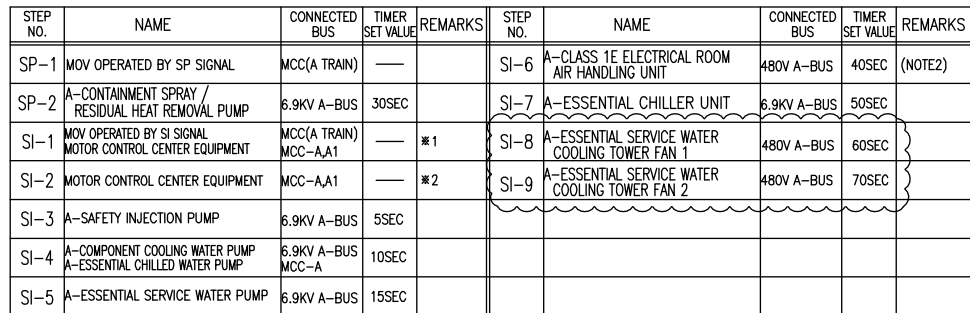 STEP NO. NAME CONNECTED BUS TIMER SET VALUE REMARKS
SP-1 MOV OPERATED BY SP SIGNAL MCC(A TRAIN) —
SP-2 A-CONTAINMENT SPRAY / RESIDUAL HEAT REMOVAL PUMP 6.9KV A-BUS 30SEC
SI-1 MOV OPERATED BY SI SIGNAL MOTOR CONTROL CENTER EQUIPMENT MCC(A TRAIN) MCC-A,A1 — ※1
SI-2 MOTOR CONTROL CENTER EQUIPMENT MCC-A,A1 — ※2
SI-3 A-SAFETY INJECTION PUMP 6.9KV A-BUS 5SEC
SI-4 A-COMPONENT COOLING WATER PUMP A-ESSENTIAL CHILLED WATER PUMP 6.9KV A-BUS MCC-A 10SEC
SI-5 A-ESSENTIAL SERVICE WATER PUMP 6.9KV A-BUS 15SEC
STEP NO. NAME CONNECTED BUS TIMER SET VALUE REMARKS
SI-6 A-CLASS 1E ELECTRICAL ROOM AIR HANDLING UNIT 480V A-BUS 40SEC (NOTE2)
SI-7 A-ESSENTIAL CHILLER UNIT 6.9KV A-BUS 50SEC
SI-8 A-ESSENTIAL SERVICE WATER COOLING TOWER FAN 1 480V A-BUS 60SEC
SI-9 A-ESSENTIAL SERVICE WATER COOLING TOWER FAN 2 480V A-BUS 70SEC